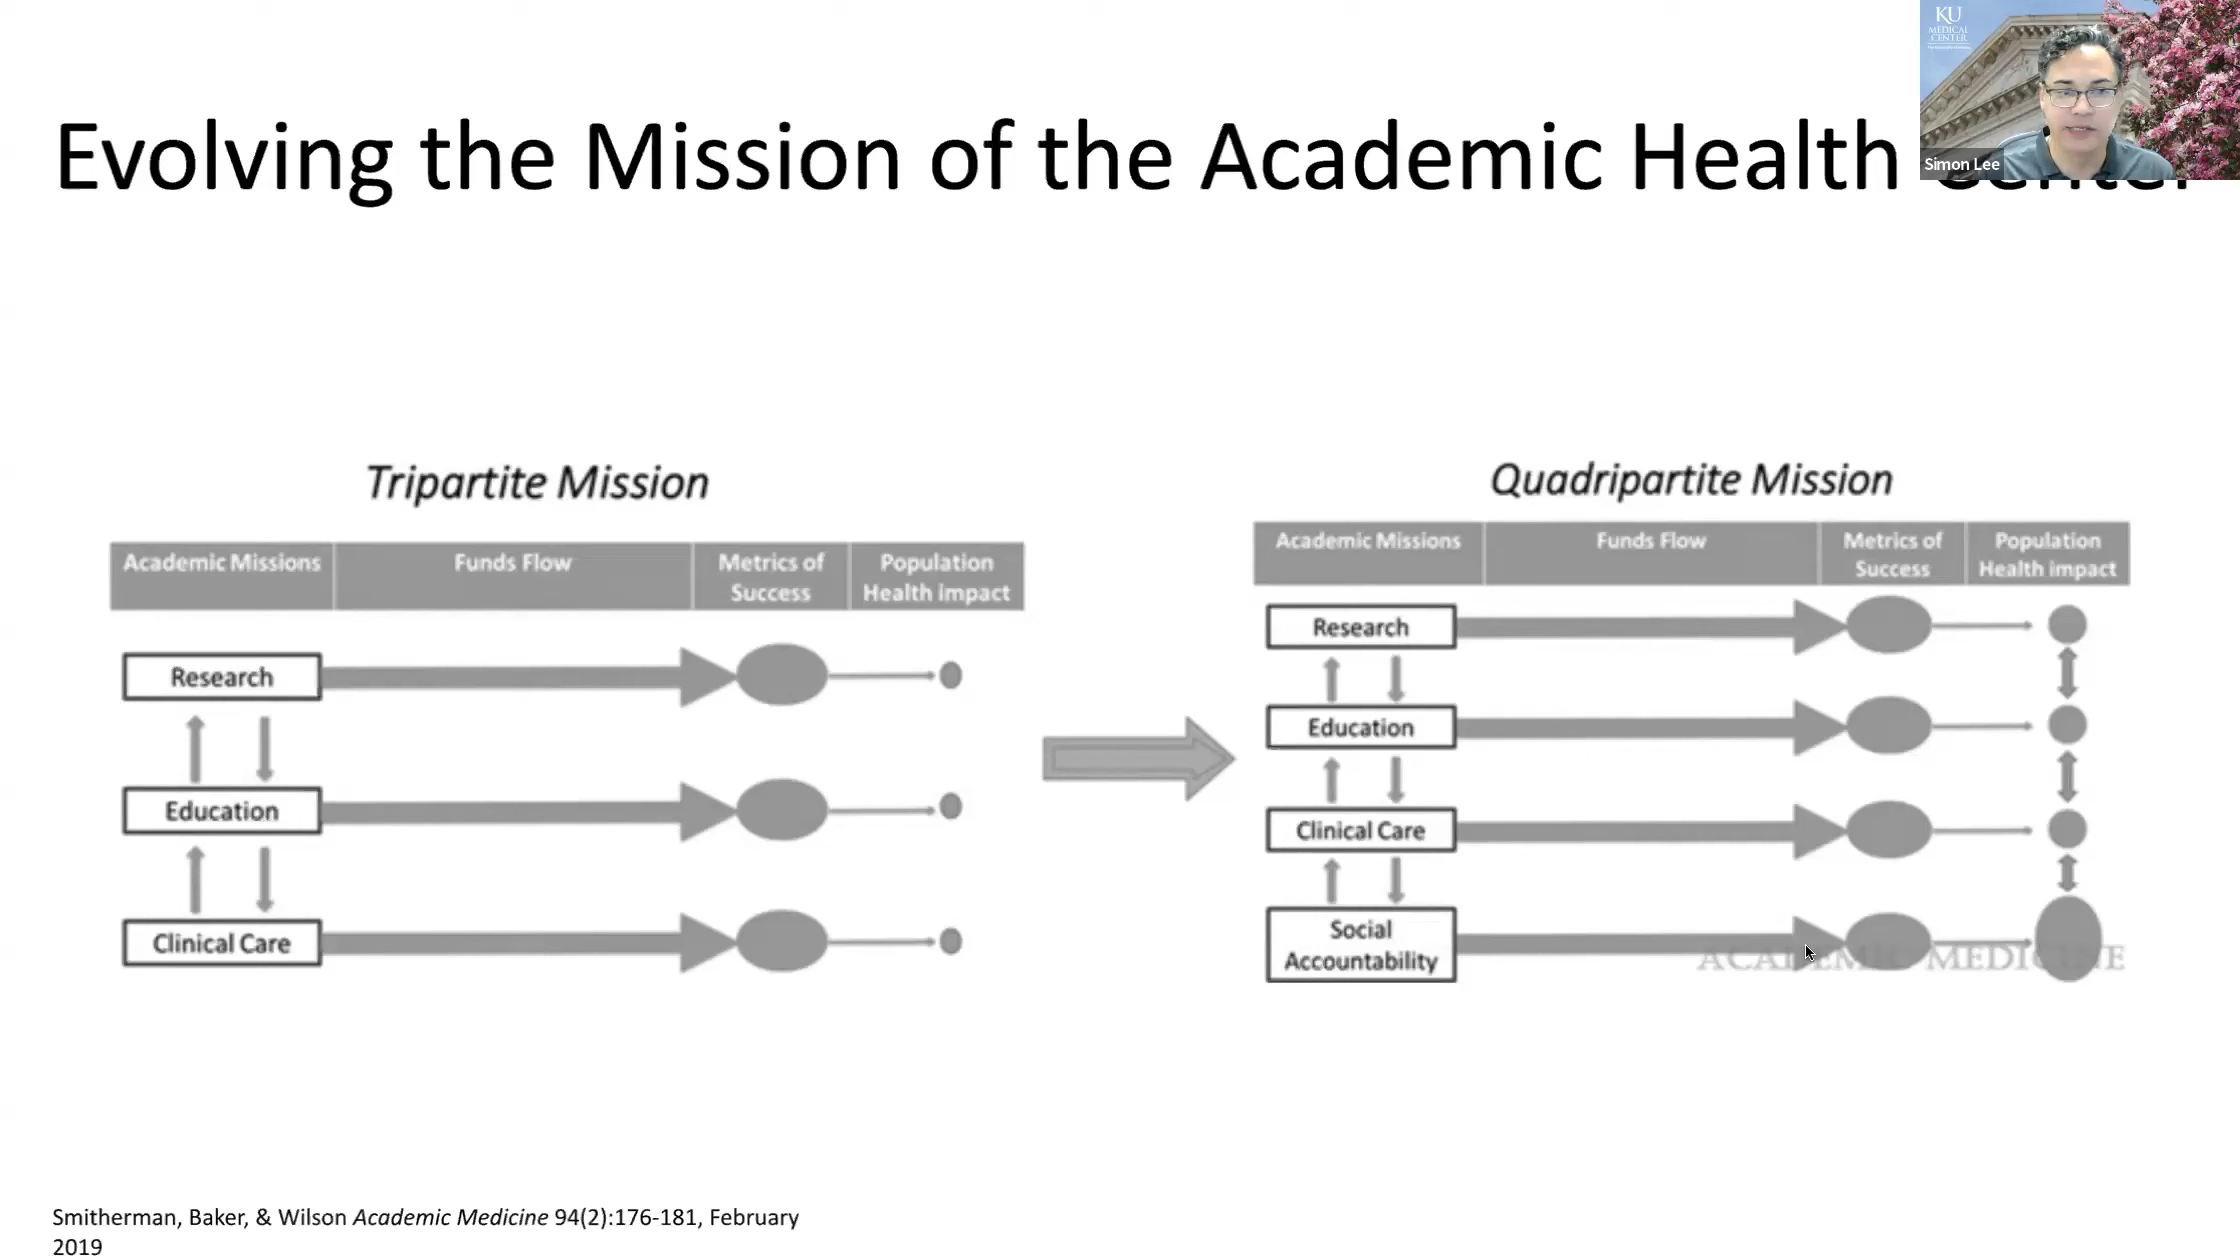 KU
MEDICAL
CENTER
Simon Lee
Evolving the Mission of the Academic Health Center
Tripartite Mission
Academic Missions Funds Flow Metrics of Success Population Health impact
Research
Education
Clinical Care
Quadripartite Mission
Academic Missions Funds Flow Metrics of Success Population Health impact
Research
Education
Clinical Care
Social
Accountability
ACADEMIC MEDICINE
Smitherman, Baker, & Wilson Academic Medicine 94(2):176-181, February
2019